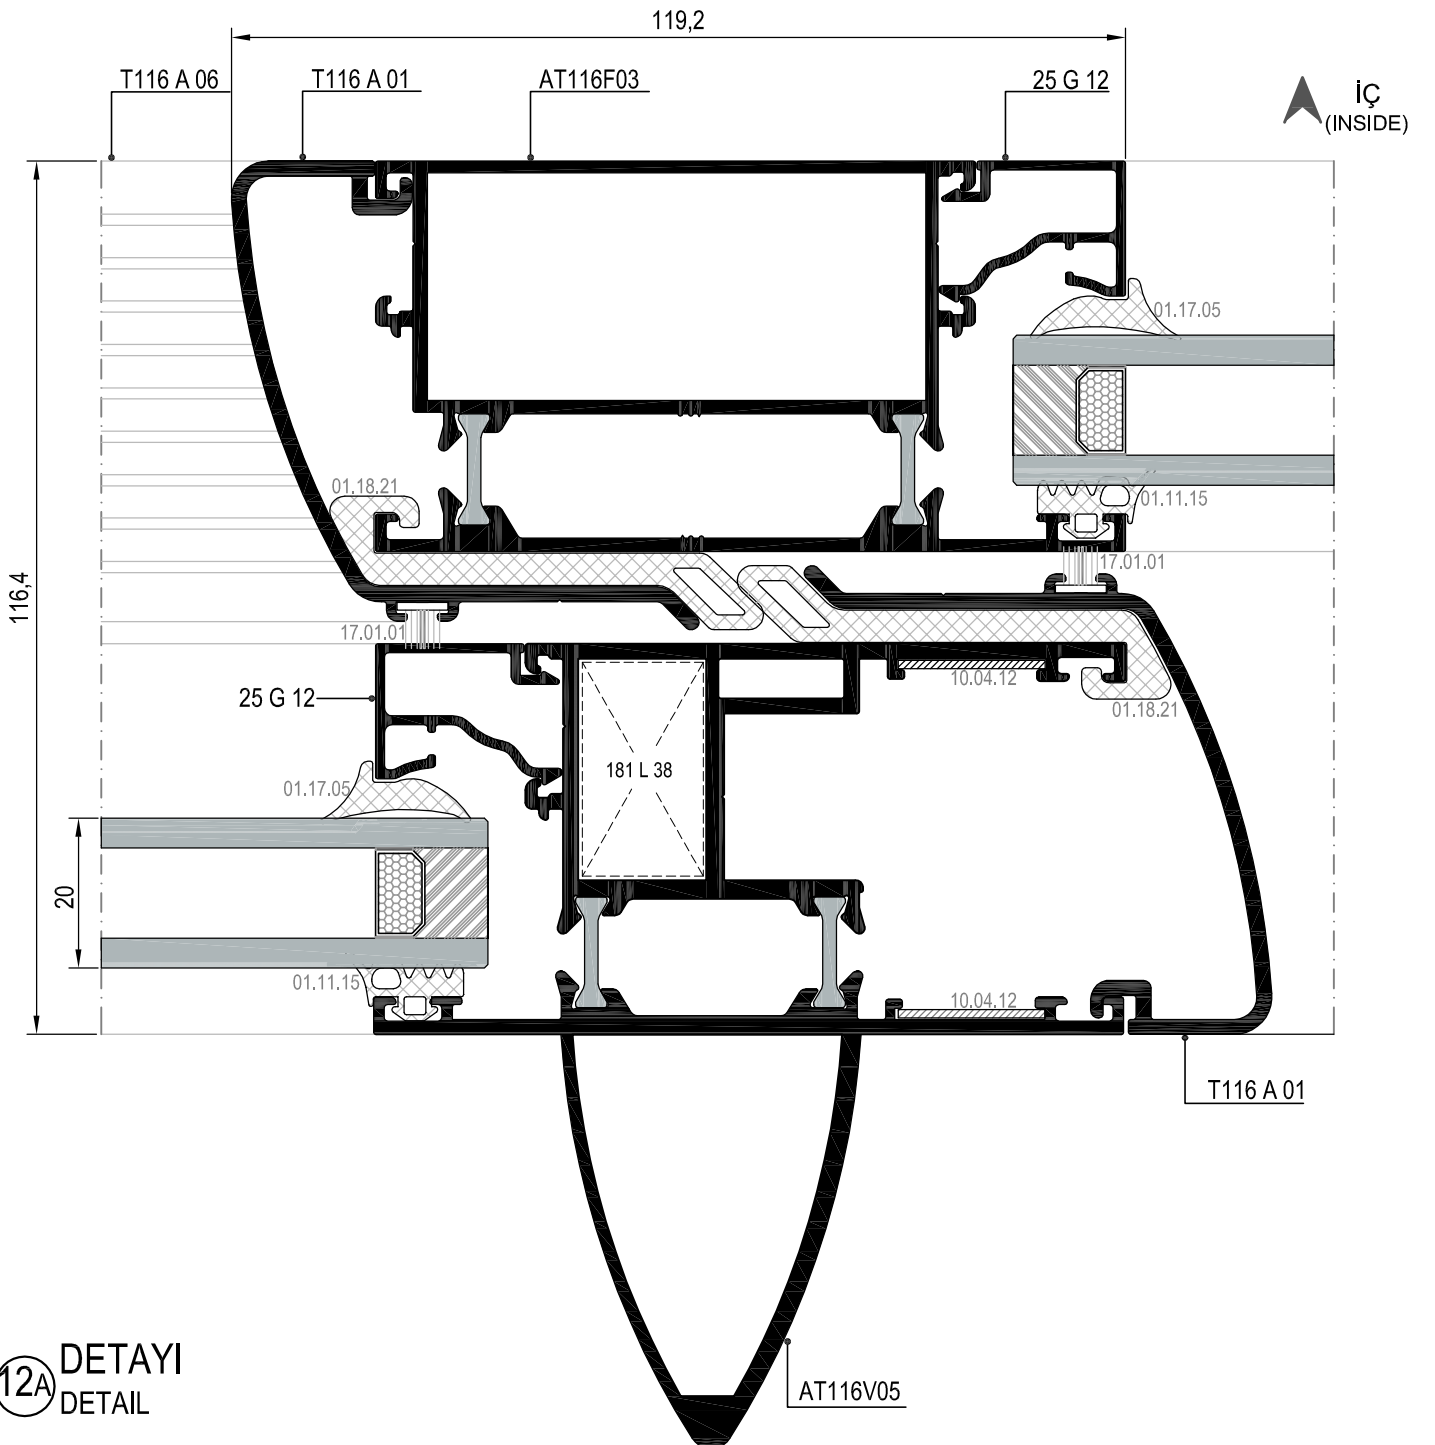 119,2
T116 A 06
T116 A 01
AT116F03
25 G 12
İÇ
(INSIDE)
01.17.05
01.18.21
01.11.15
17.01.01
116,4
17.01.01
10.04.12
25 G 12
01.18.21
181 L 38
01.17.05
20
01.11.15
10.04.12
T116 A 01
12A
DETAYI
DETAIL
AT116V05